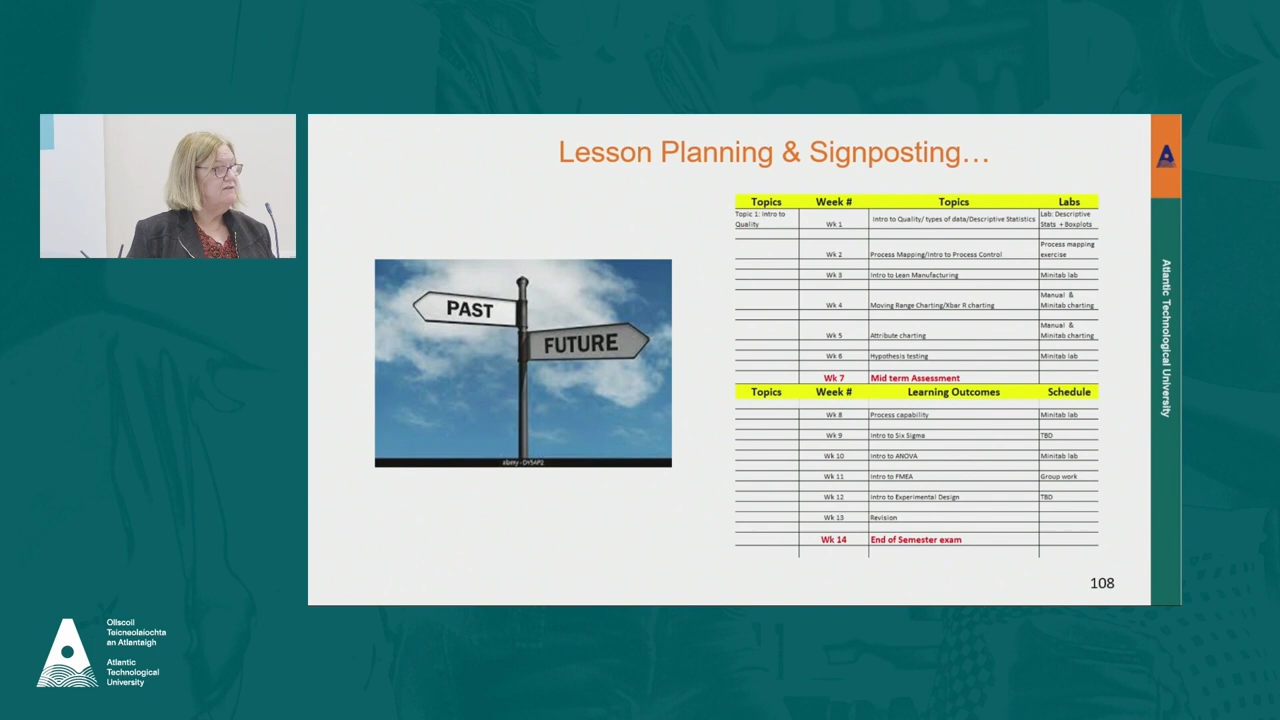 Lesson Planning & Signposting…
PAST
FUTURE
alamy - DY5AP2
Topics Week # Topics Labs
Topic 1: Intro to Quality Wk 1 Intro to Quality/ types of data/Descriptive Statistics Lab: Descriptive Stats + Boxplots
Wk 2 Process Mapping/Intro to Process Control Process mapping exercise
Wk 3 Intro to Lean Manufacturing Minitab lab
Wk 4 Moving Range Charting/Xbar R charting Manual & Minitab charting
Wk 5 Attribute charting Manual & Minitab charting
Wk 6 Hypothesis testing Minitab lab
Wk 7 Mid term Assessment
Topics Week # Learning Outcomes Schedule
Wk 8 Process capability Minitab lab
Wk 9 Intro to Six Sigma TBD
Wk 10 Intro to ANOVA Minitab lab
Wk 11 Intro to FMEA Group work
Wk 12 Intro to Experimental Design TBD
Wk 13 Revision
Wk 14 End of Semester exam
108
Atlantic Technological University
Ollscoil
Teicneolaíochta
an Atlantaigh
Atlantic
Technological
University